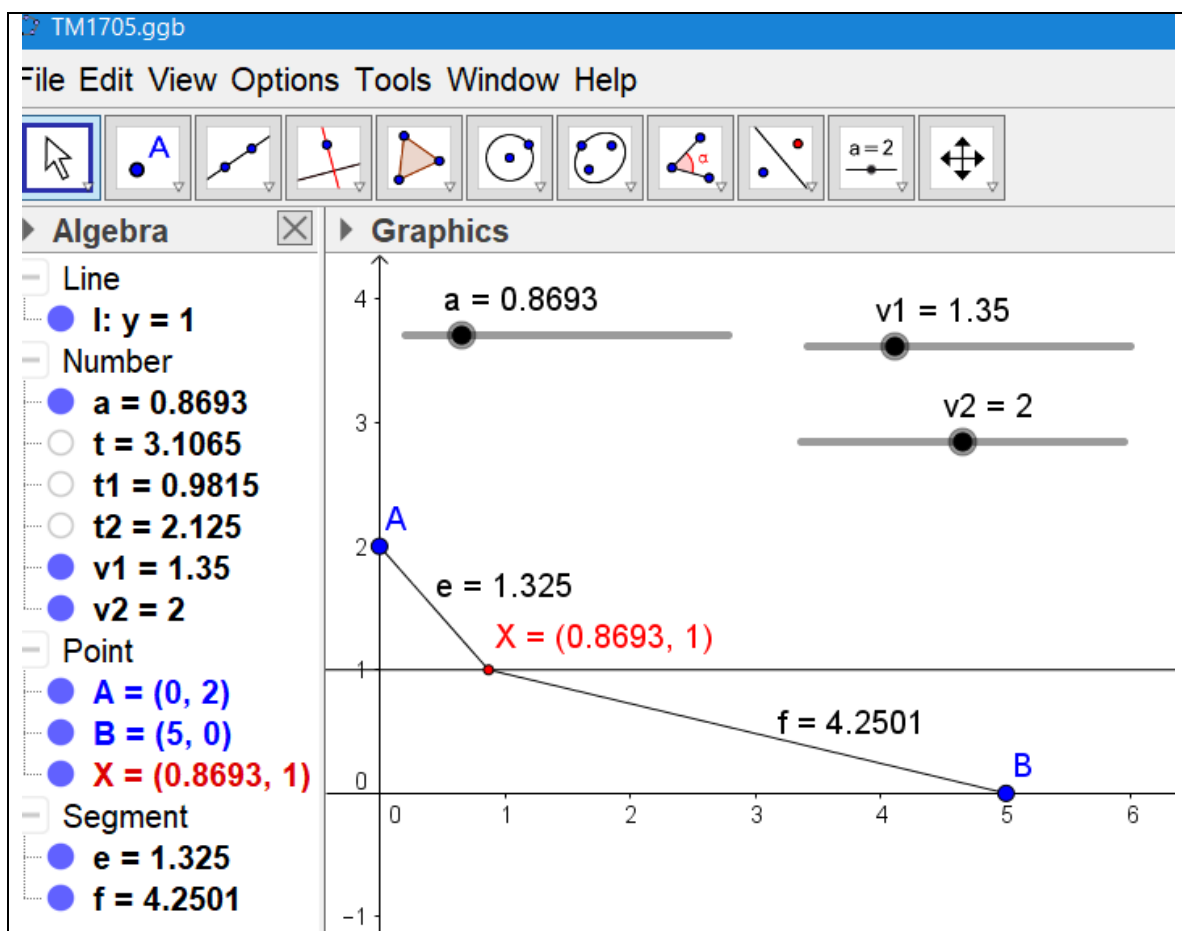 TM1705.ggb
File Edit View Options Tools Window Help
A
α
a=2
Algebra
Graphics
Line
l: y = 1
Number
a = 0.8693
t = 3.1065
t1 = 0.9815
t2 = 2.125
v1 = 1.35
v2 = 2
Point
A = (0, 2)
B = (5, 0)
X = (0.8693, 1)
Segment
e = 1.325
f = 4.2501
a = 0.8693
v1 = 1.35
v2 = 2
A
e = 1.325
X = (0.8693, 1)
f = 4.2501
B
4
3
2
1
0
−1
0 1 2 3 4 5 6